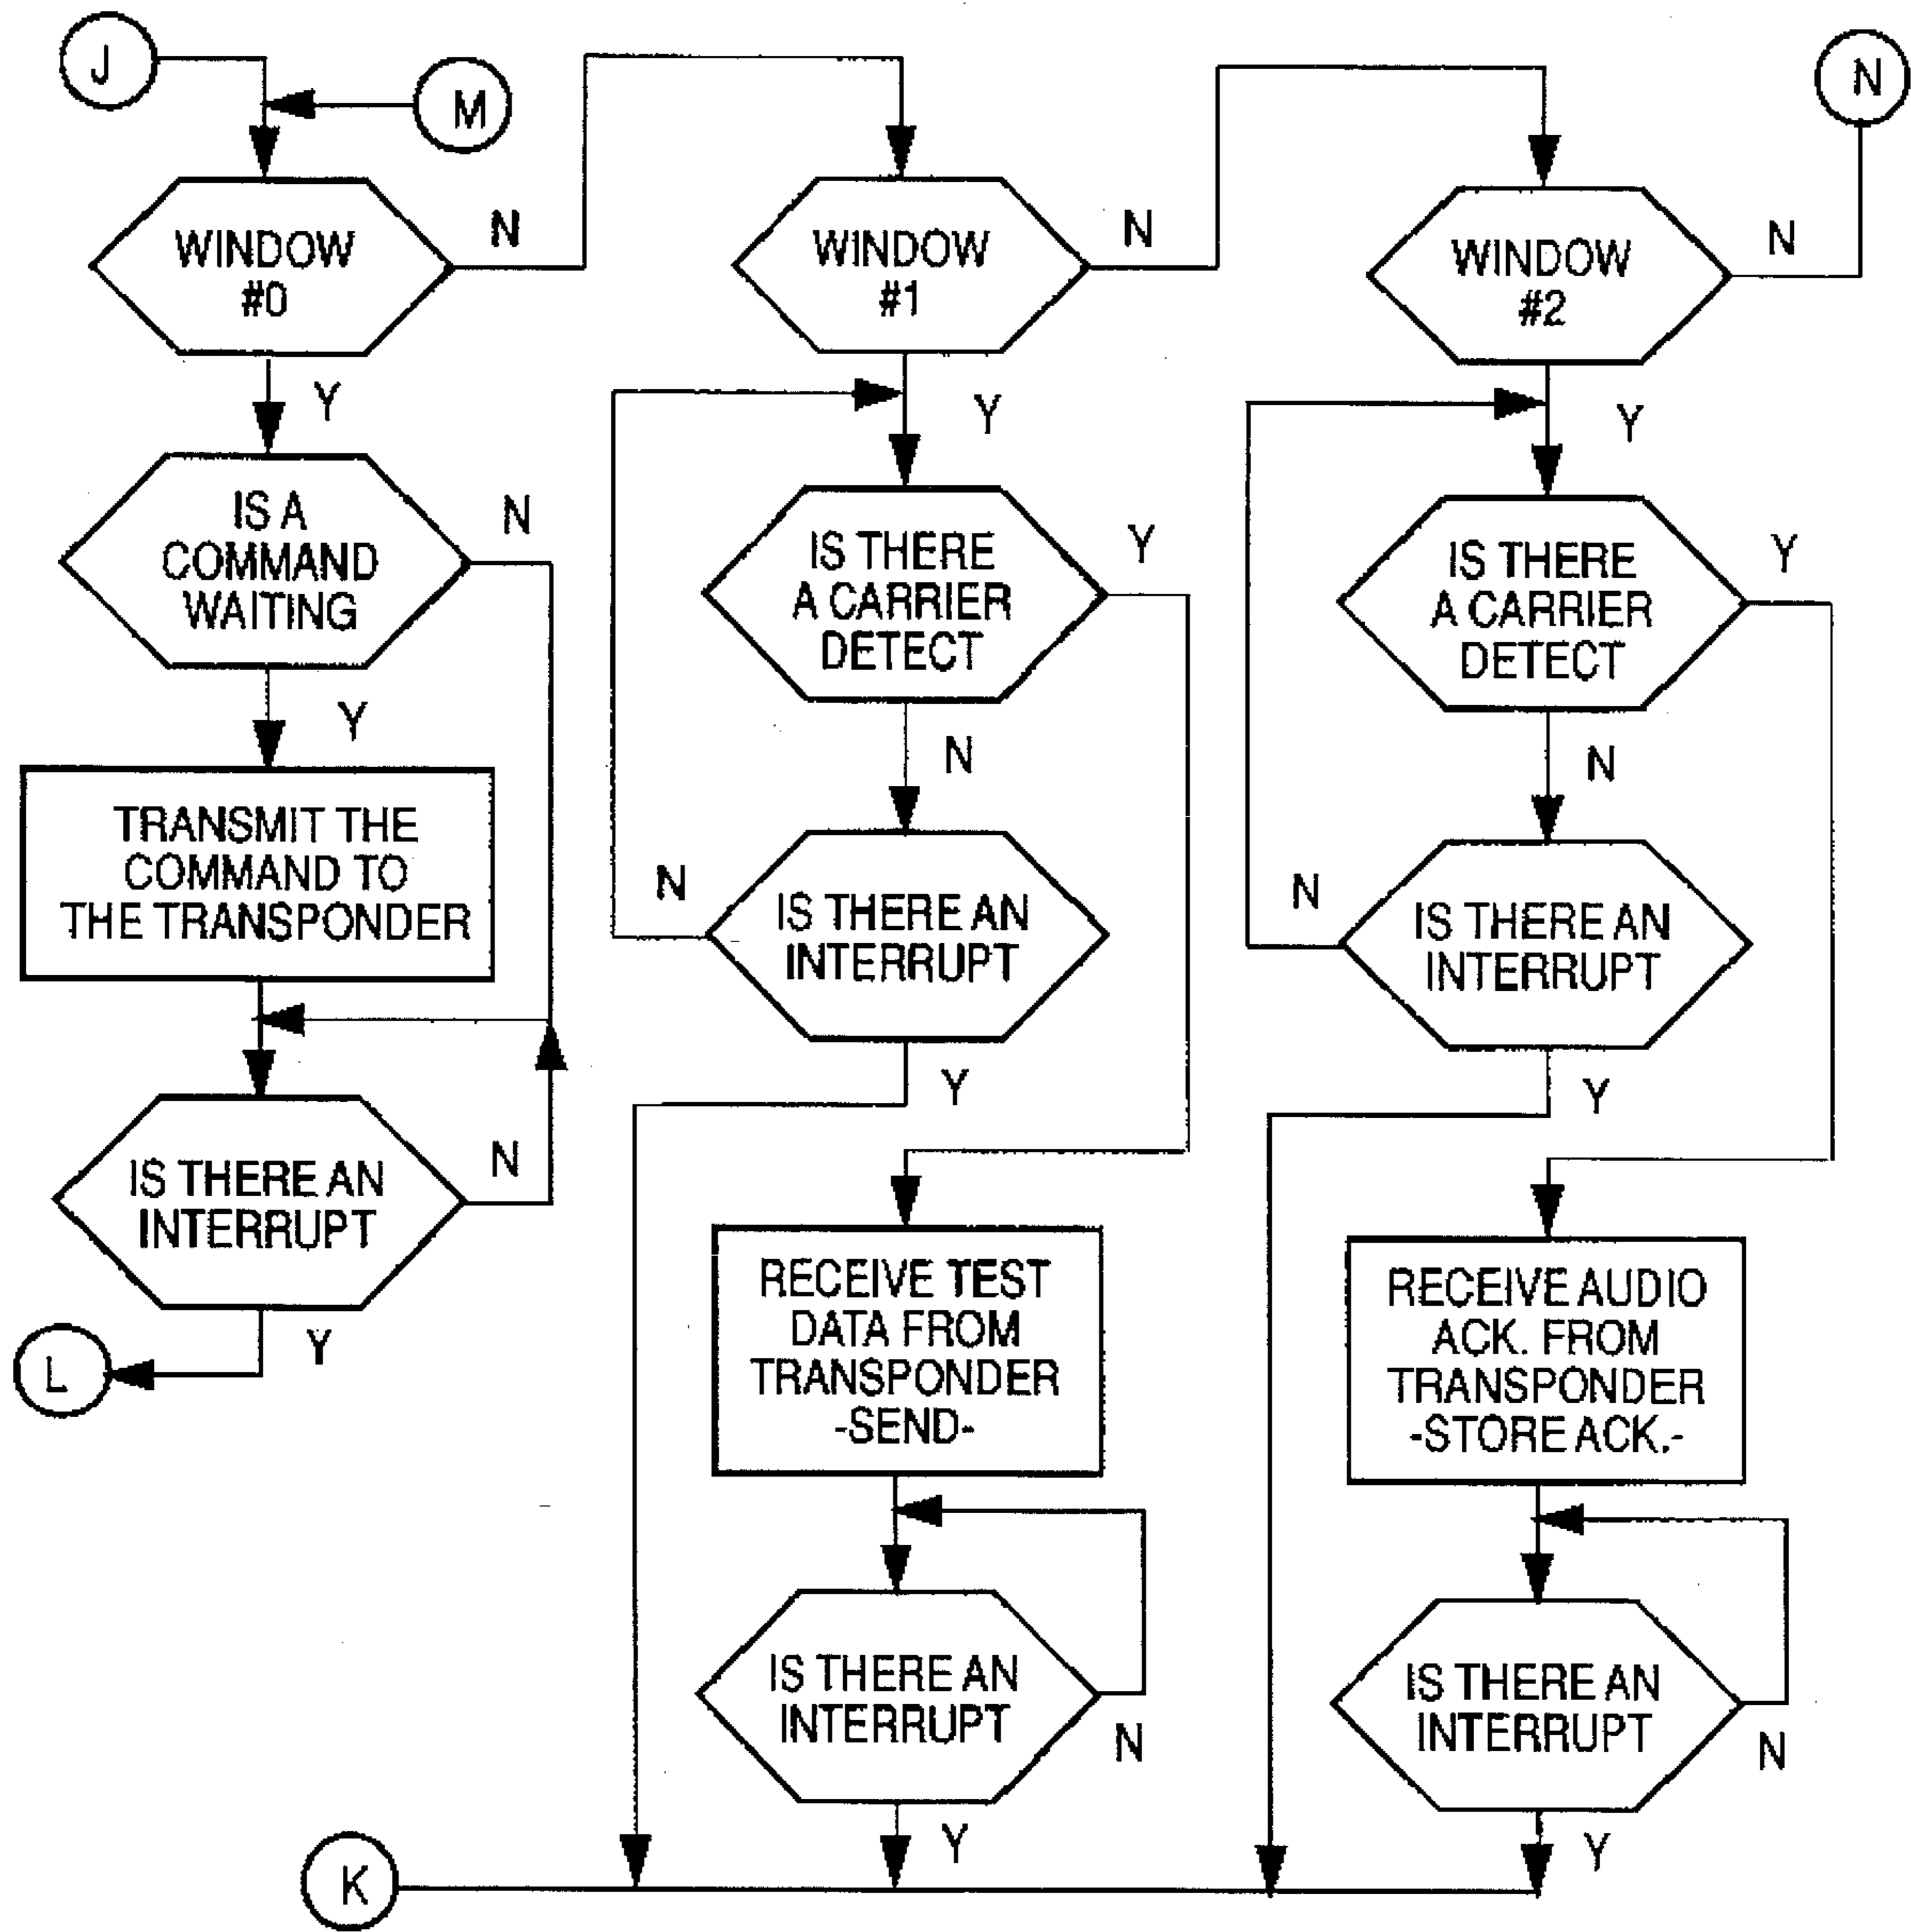 J
M
N
WINDOW
#0
N
Y
IS A
COMMAND
WAITING
N
Y
TRANSMIT THE
COMMAND TO
THE TRANSPONDER
IS THERE AN
INTERRUPT
N
Y
L
WINDOW
#1
N
Y
IS THERE
A CARRIER
DETECT
Y
N
IS THERE AN
INTERRUPT
N
Y
RECEIVE TEST
DATA FROM
TRANSPONDER
-SEND-
IS THERE AN
INTERRUPT
N
Y
WINDOW
#2
N
Y
IS THERE
A CARRIER
DETECT
Y
N
IS THERE AN
INTERRUPT
N
Y
RECEIVE AUDIO
ACK. FROM
TRANSPONDER
-STORE ACK.-
IS THERE AN
INTERRUPT
N
Y
K